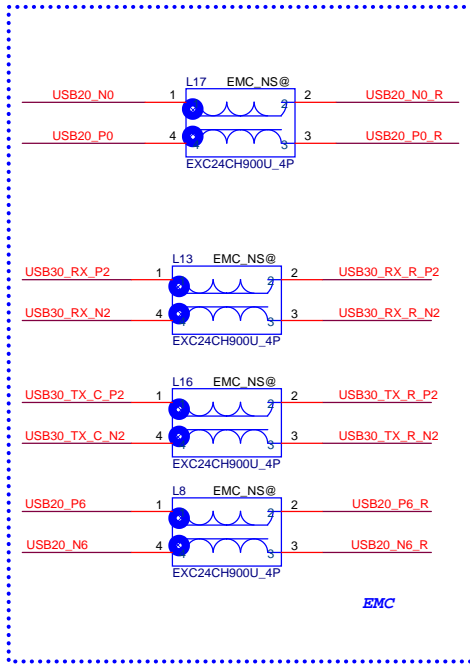 L17 EMC_NS@
USB20_N0 1 2 USB20_N0_R
2
USB20_P0 4 3 USB20_P0_R
3
EXC24CH900U_4P
L13 EMC_NS@
USB30_RX_P2 1 2 USB30_RX_R_P2
2
USB30_RX_N2 4 3 USB30_RX_R_N2
3
EXC24CH900U_4P
L16 EMC_NS@
USB30_TX_C_P2 1 2 USB30_TX_R_P2
2
USB30_TX_C_N2 4 3 USB30_TX_R_N2
3
EXC24CH900U_4P
L8 EMC_NS@
USB20_P6 1 2 USB20_P6_R
2
USB20_N6 4 3 USB20_N6_R
3
EXC24CH900U_4P
EMC